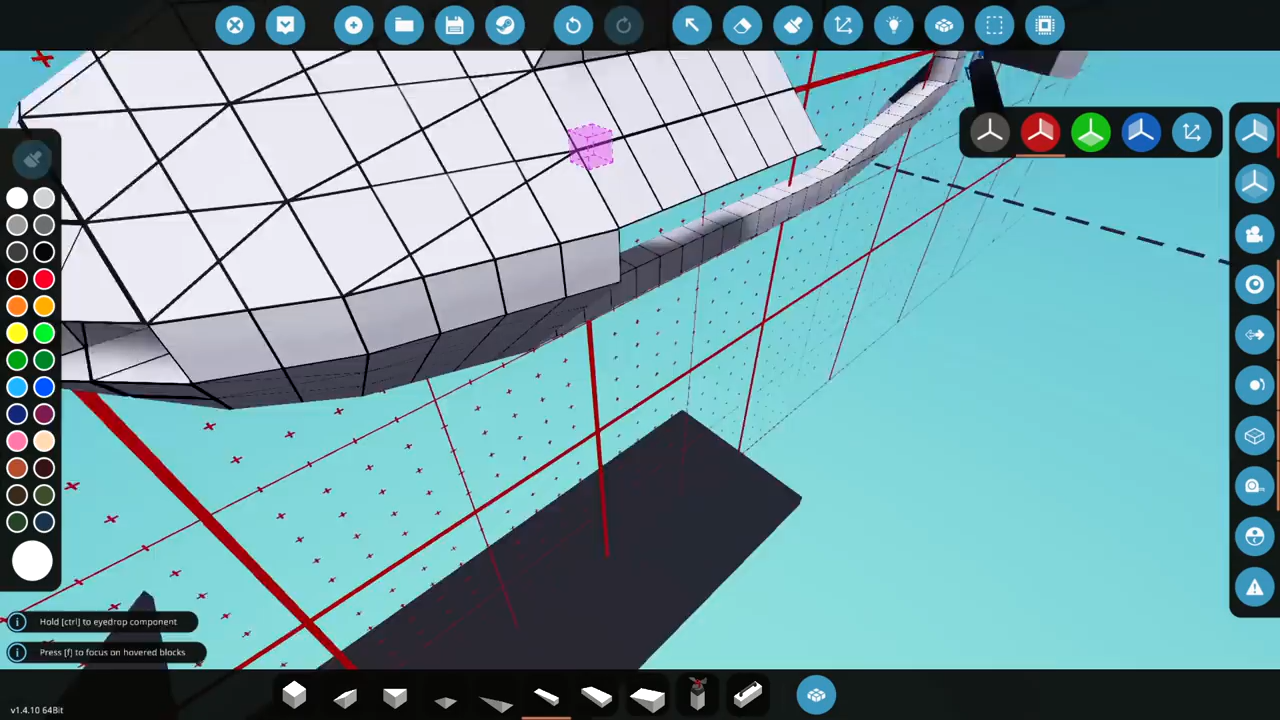 Hold [ctrl] to eyedrop component
Press [f] to focus on hovered blocks
v1.4.10 64Bit